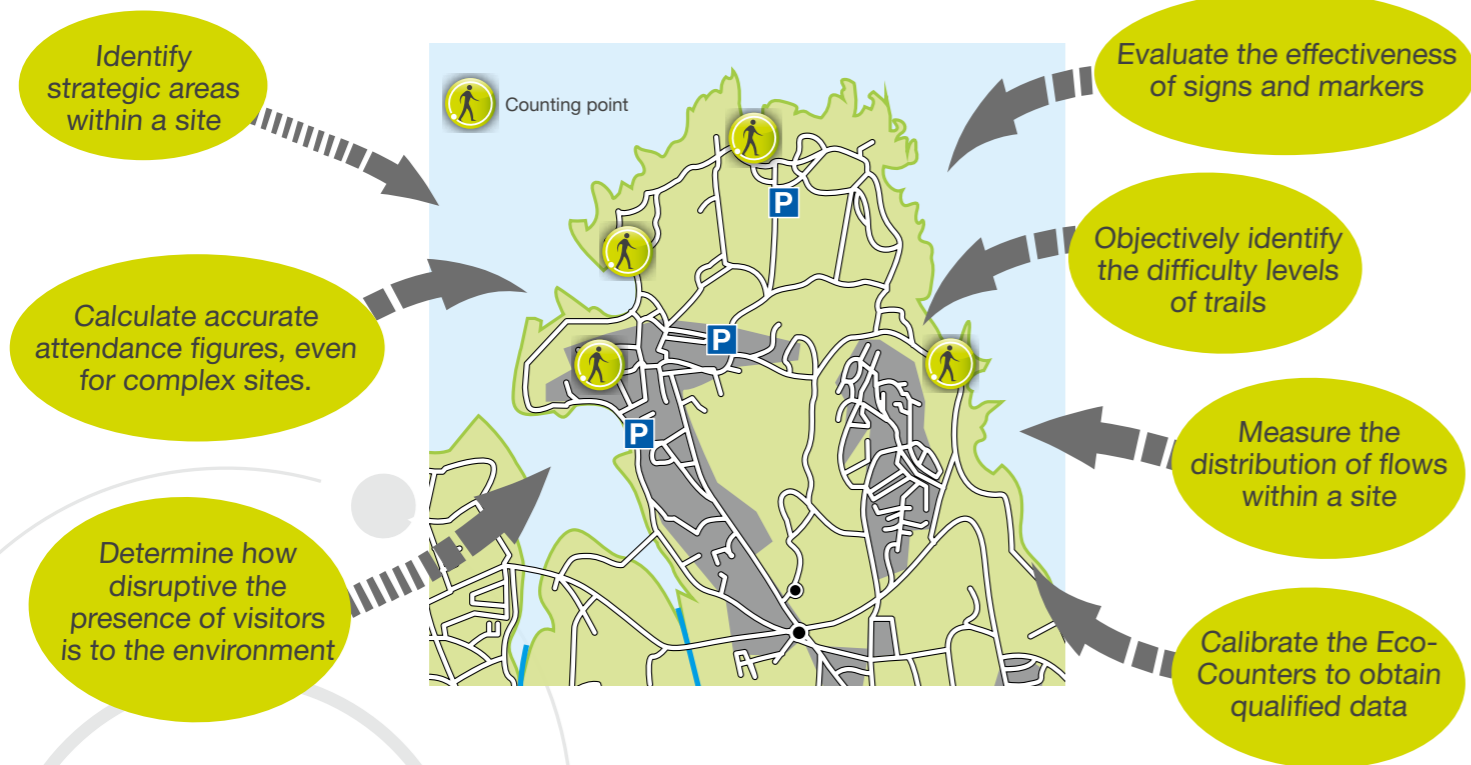 Identify
strategic areas
within a site
Calculate accurate
attendance figures, even
for complex sites.
Determine how
disruptive the
presence of visitors
is to the environment
Counting point
P
P
P
Evaluate the effectiveness
of signs and markers
Objectively identify
the difficulty levels
of trails
Measure the
distribution of flows
within a site
Calibrate the Eco-
Counters to obtain
qualified data